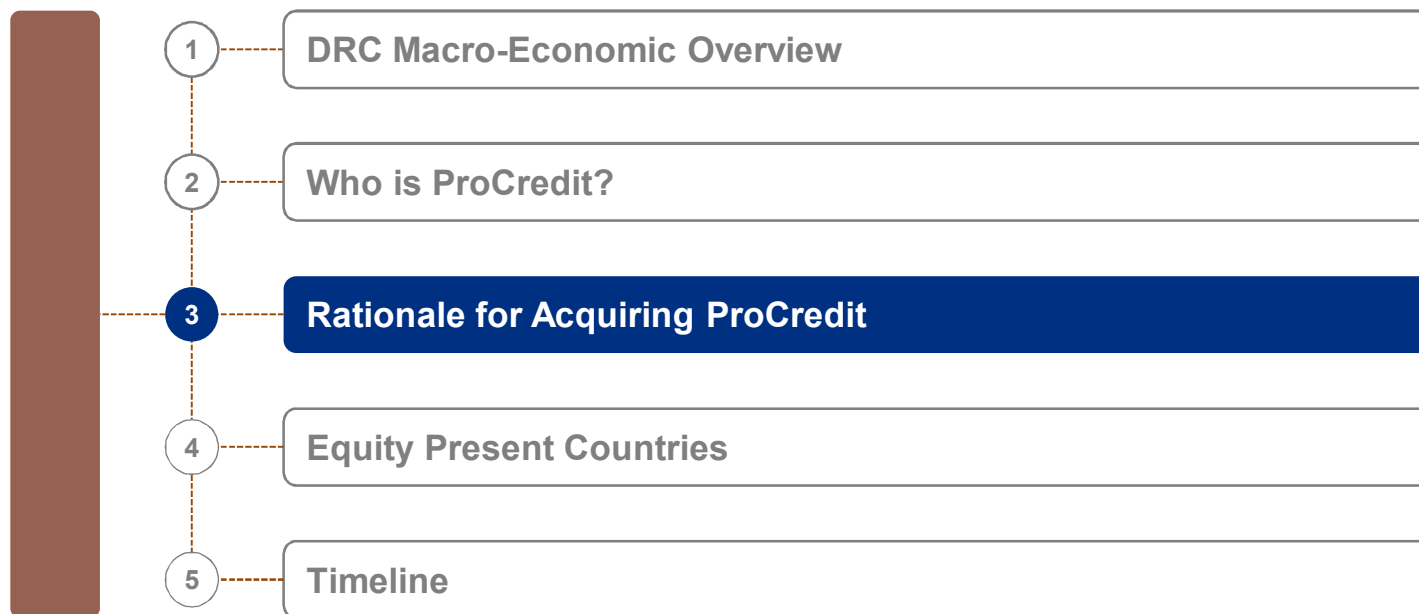 1
DRC Macro-Economic Overview
2
Who is ProCredit?
3
Rationale for Acquiring ProCredit
4
Equity Present Countries
5
Timeline